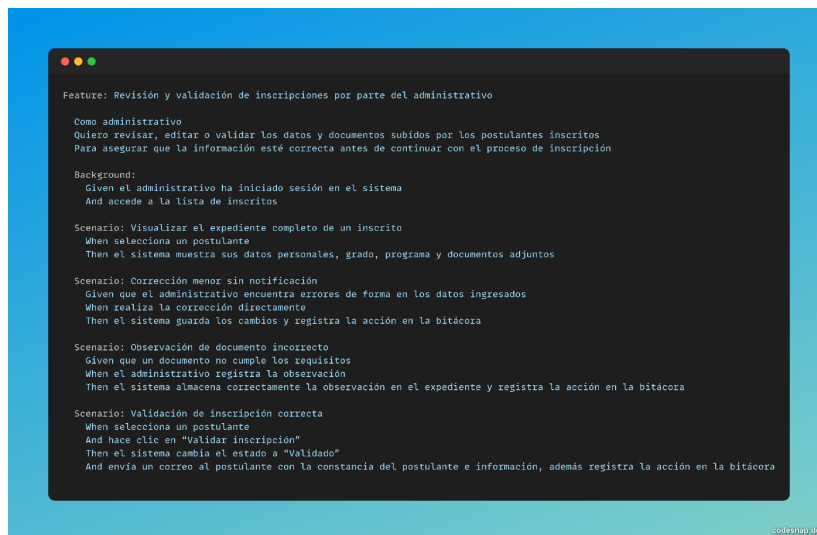 Feature: Revisión y validación de inscripciones por parte del administrativo
Como administrativo
Quiero revisar, editar o validar los datos y documentos subidos por los postulantes inscritos
Para asegurar que la información esté correcta antes de continuar con el proceso de inscripción
Background:
Given el administrativo ha iniciado sesión en el sistema
And accede a la lista de inscritos
Scenario: Visualizar el expediente completo de un inscrito
When selecciona un postulante
Then el sistema muestra sus datos personales, grado, programa y documentos adjuntos
Scenario: Corrección menor sin notificación
Given que el administrativo encuentra errores de forma en los datos ingresados
When realiza la corrección directamente
Then el sistema guarda los cambios y registra la acción en la bitácora
Scenario: Observación de documento incorrecto
Given que un documento no cumple los requisitos
When el administrativo registra la observación
Then el sistema almacena correctamente la observación en el expediente y registra la acción en la bitácora
Scenario: Validación de inscripción correcta
When selecciona un postulante
And hace clic en “Validar inscripción”
Then el sistema cambia el estado a “Validado”
And envía un correo al postulante con la constancia del postulante e información, además registra la acción en la bitácora
codesnap.de